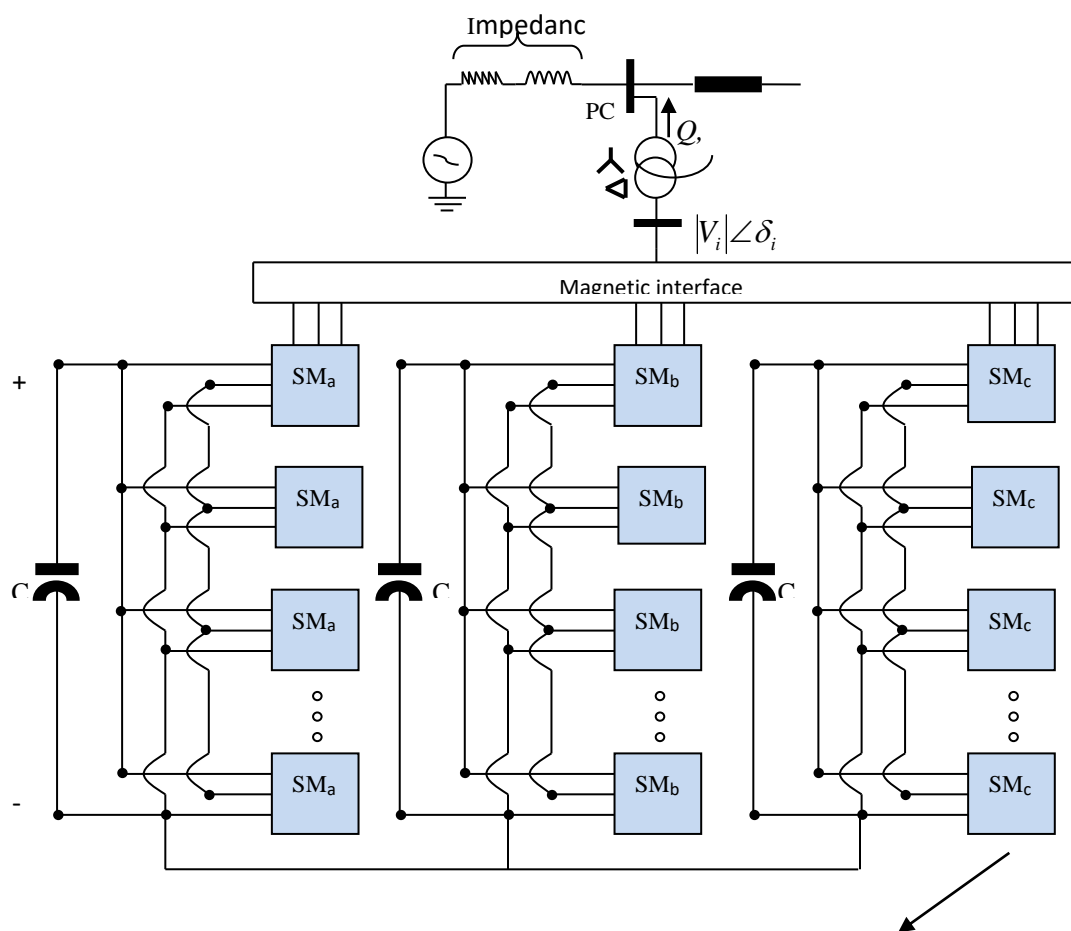 Impedanc
PC
Q,
|V_i|∠δ_i
Magnetic interface
+
SMa SMb SMc
SMa SMb SMc
C C C
SMa SMb SMc
SMa SMb SMc
-